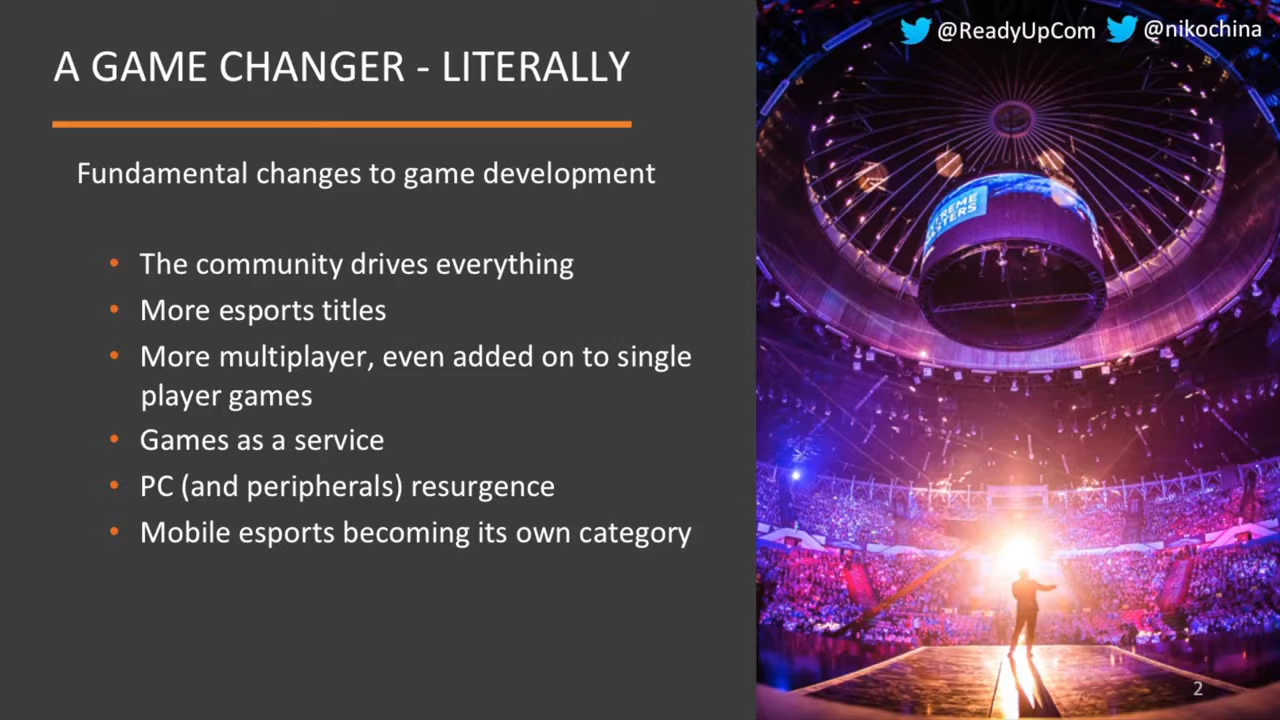 A GAME CHANGER - LITERALLY
@ReadyUpCom @nikochina
Fundamental changes to game development
• The community drives everything
• More esports titles
• More multiplayer, even added on to single
player games
• Games as a service
• PC (and peripherals) resurgence
• Mobile esports becoming its own category
2